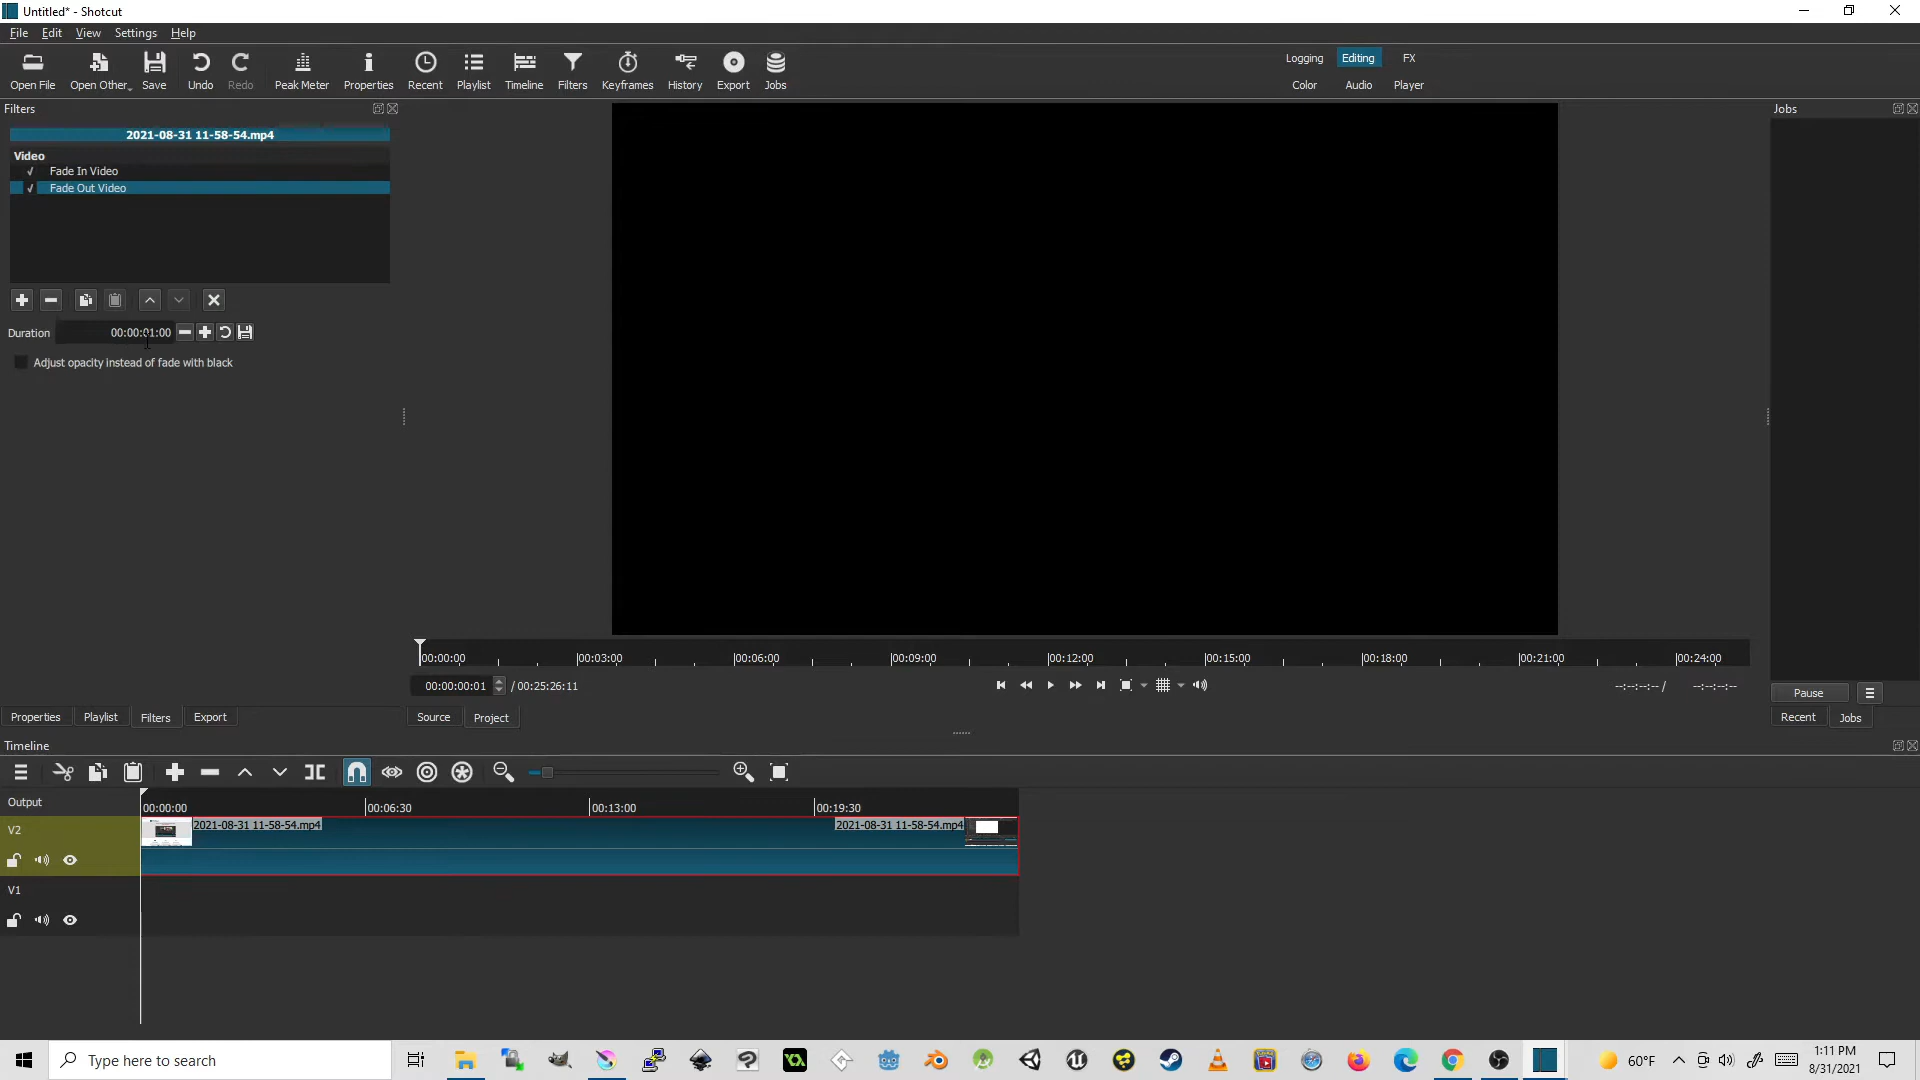 Untitled* - Shotcut
File Edit View Settings Help
Open File Open Other Save Undo Redo Peak Meter Properties Recent Playlist Timeline Filters Keyframes History Export Jobs
Logging Editing FX
Color Audio Player
Filters
Jobs
2021-08-31 11-58-54.mp4
Video
√ Fade In Video
√ Fade Out Video
Duration 00:00:01:00
Adjust opacity instead of fade with black
00:00:00 00:03:00 00:06:00 00:09:00 00:12:00 00:15:00 00:18:00 00:21:00 00:24:00
00:00:00:01 / 00:25:26:11
--:--:--:-- / --:--:--:--
Pause
Properties Playlist Filters Export
Source Project
Recent Jobs
Timeline
Output
00:00:00 00:06:30 00:13:00 00:19:30
V2
2021-08-31 11-58-54.mp4 2021-08-31 11-58-54.mp4
V1
Type here to search
60°F
1:11 PM
8/31/2021